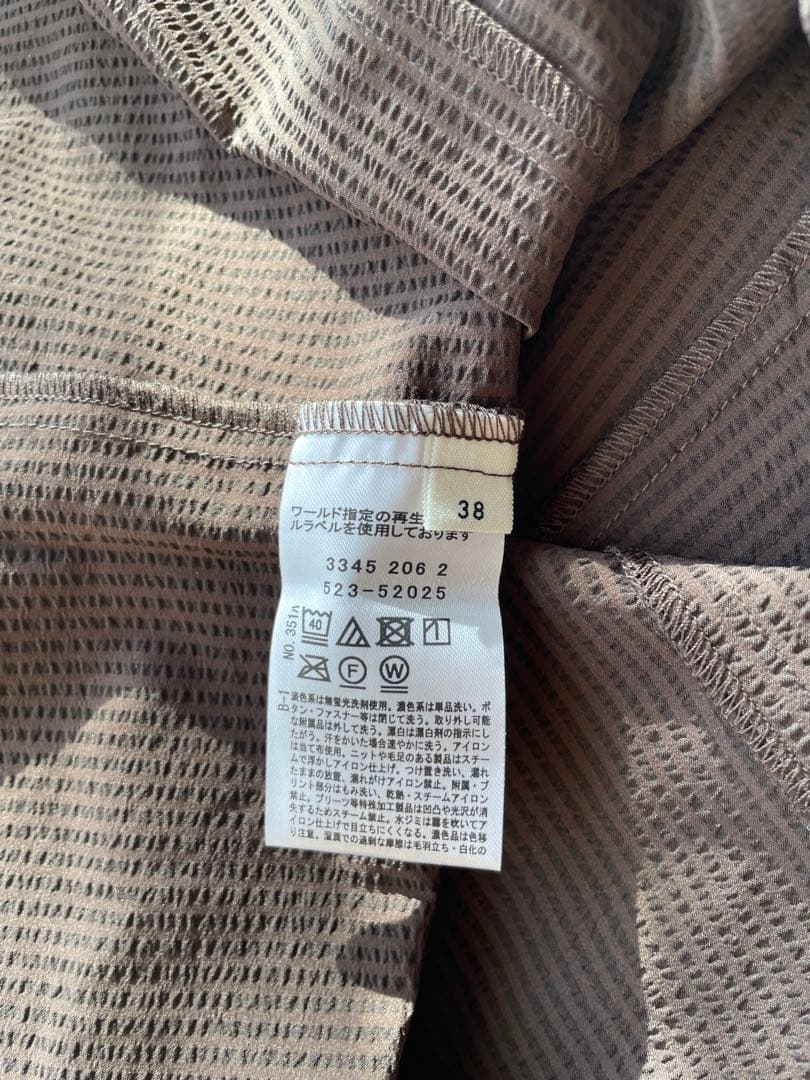 38
ワールド指定の再生
ルラベルを使用しております
3345 206 2
523-52025
NO. 351A
40
F
W
B-1
淡色系は無蛍光洗剤使用。濃色系は単品洗い。ボ
タン・ファスナー等は閉じて洗う。取り外し可能
な附属品は外して洗う。漂白は漂白剤の指示にし
たがう。汗をかいた場合速やかに洗う。アイロン
は当て布使用。ニットや毛足のある製品はスチー
ムで浮かしアイロン仕上げ。つけ置き洗い、濡れ
たままの放置、濡れがけアイロン禁止。附属・プ
リント部分はもみ洗い、乾熱・スチームアイロン
禁止。プリーツ等特殊加工製品は凹凸や光沢が消
失するためスチーム禁止。水ジミは霧を吹いてア
イロン仕上げで目立ちにくくなる。濃色品は色移
り注意。湿潤での過剰な摩擦は毛羽立ち・白化の